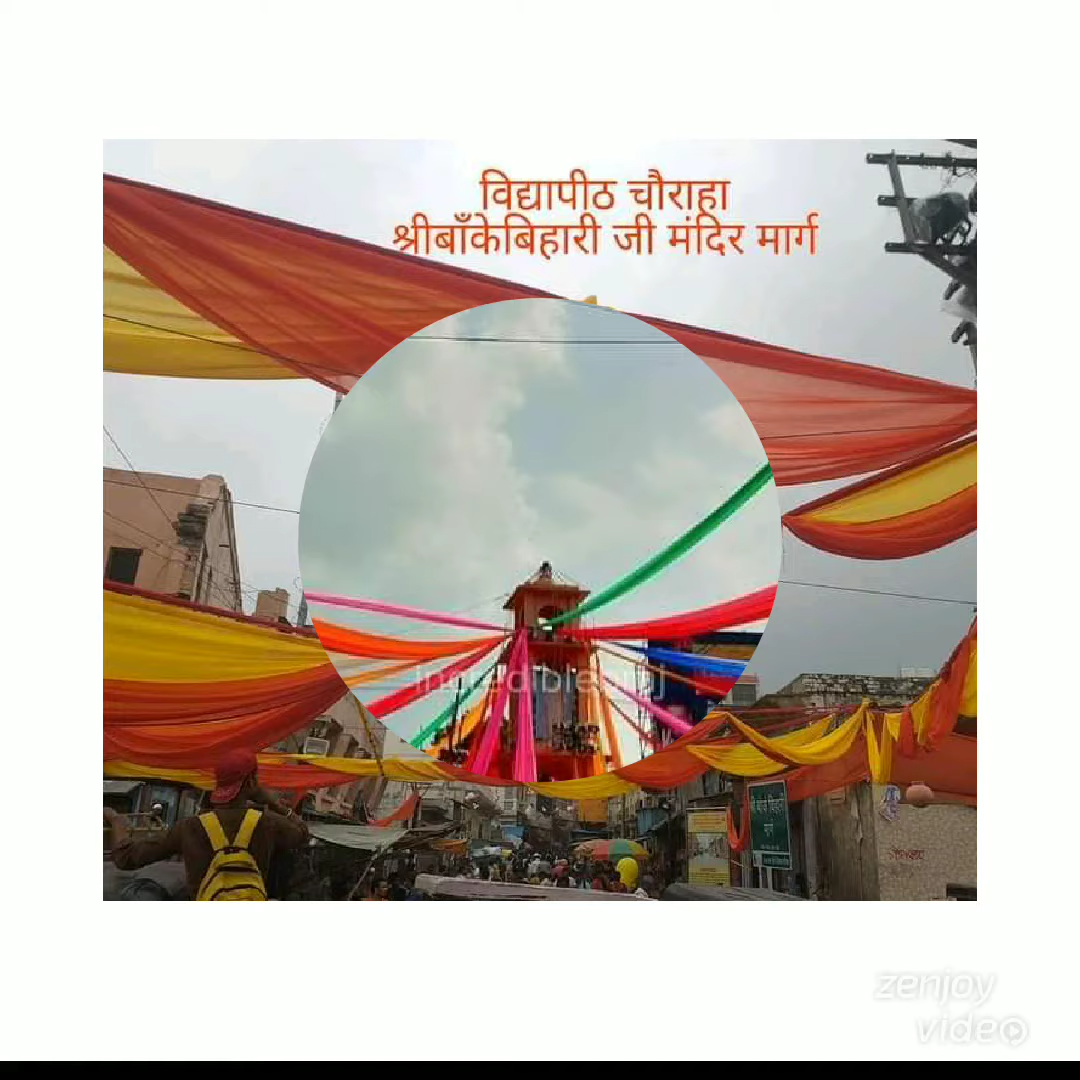 विद्यापीठ चौराहा
श्रीबाँकेबिहारी जी मंदिर मार्ग
zenjoy
video